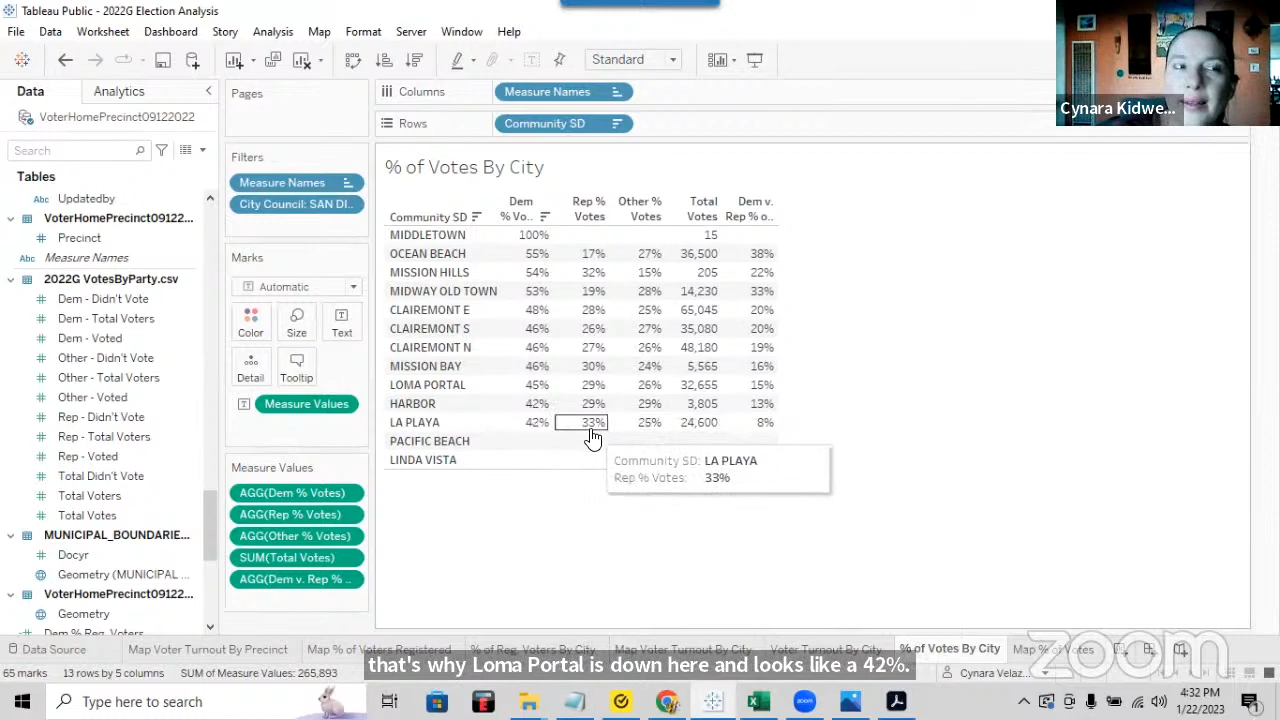 Tableau Public - 2022G Election Analysis
File Data Worksheet Dashboard Story Analysis Map Format Server Window Help
Standard
Cynara Kidwe...
Data Analytics
VoterHomePrecinct09122022
Search
Tables
Abc Updatedby
VoterHomePrecinct09122...
# Precinct
Abc Measure Names
2022G VotesByParty.csv
# Dem - Didn't Vote
# Dem - Total Voters
# Dem - Voted
# Other - Didn't Vote
# Other - Total Voters
# Other - Voted
# Rep - Didn't Vote
# Rep - Total Voters
# Rep - Voted
# Total Didn't Vote
# Total Voters
# Total Votes
MUNICIPAL_BOUNDARIE...
# Docyr
Geometry (MUNICIPAL ...
VoterHomePrecinct09122...
Geometry
Dem % Reg. Voters
Pages
Filters
Measure Names
City Council: SAN DI..
Marks
Automatic
Color Size Text
Detail Tooltip
Measure Values
Measure Values
AGG(Dem % Votes)
AGG(Rep % Votes)
AGG(Other % Votes)
SUM(Total Votes)
AGG(Dem v. Rep % ..
Columns Measure Names
Rows Community SD
% of Votes By City
Dem Rep % Other % Total Dem v.
Community SD % Vo.. Votes Votes Votes Rep % o..
MIDDLETOWN 100% 15
OCEAN BEACH 55% 17% 27% 36,500 38%
MISSION HILLS 54% 32% 15% 205 22%
MIDWAY OLD TOWN 53% 19% 28% 14,230 33%
CLAIREMONT E 48% 28% 25% 65,045 20%
CLAIREMONT S 46% 26% 27% 35,080 20%
CLAIREMONT N 46% 27% 26% 48,180 19%
MISSION BAY 46% 30% 24% 5,565 16%
LOMA PORTAL 45% 29% 26% 32,655 15%
HARBOR 42% 29% 29% 3,805 13%
LA PLAYA 42% 33% 25% 24,600 8%
PACIFIC BEACH
LINDA VISTA
Community SD: LA PLAYA
Rep % Votes: 33%
Data Source Map Voter Turnout By Precinct Map % of Voters Registered % of Reg. Voters By City Map Voter Turnout By City Voter Turnout By City % of Votes By City Map % of Votes
zoom
that's why Loma Portal is down here and looks like a 42%.
65 marks 13 rows by 5 columns SUM of Measure Values: 265,893 Cynara Velaz...
Type here to search
4:32 PM
1/22/2023